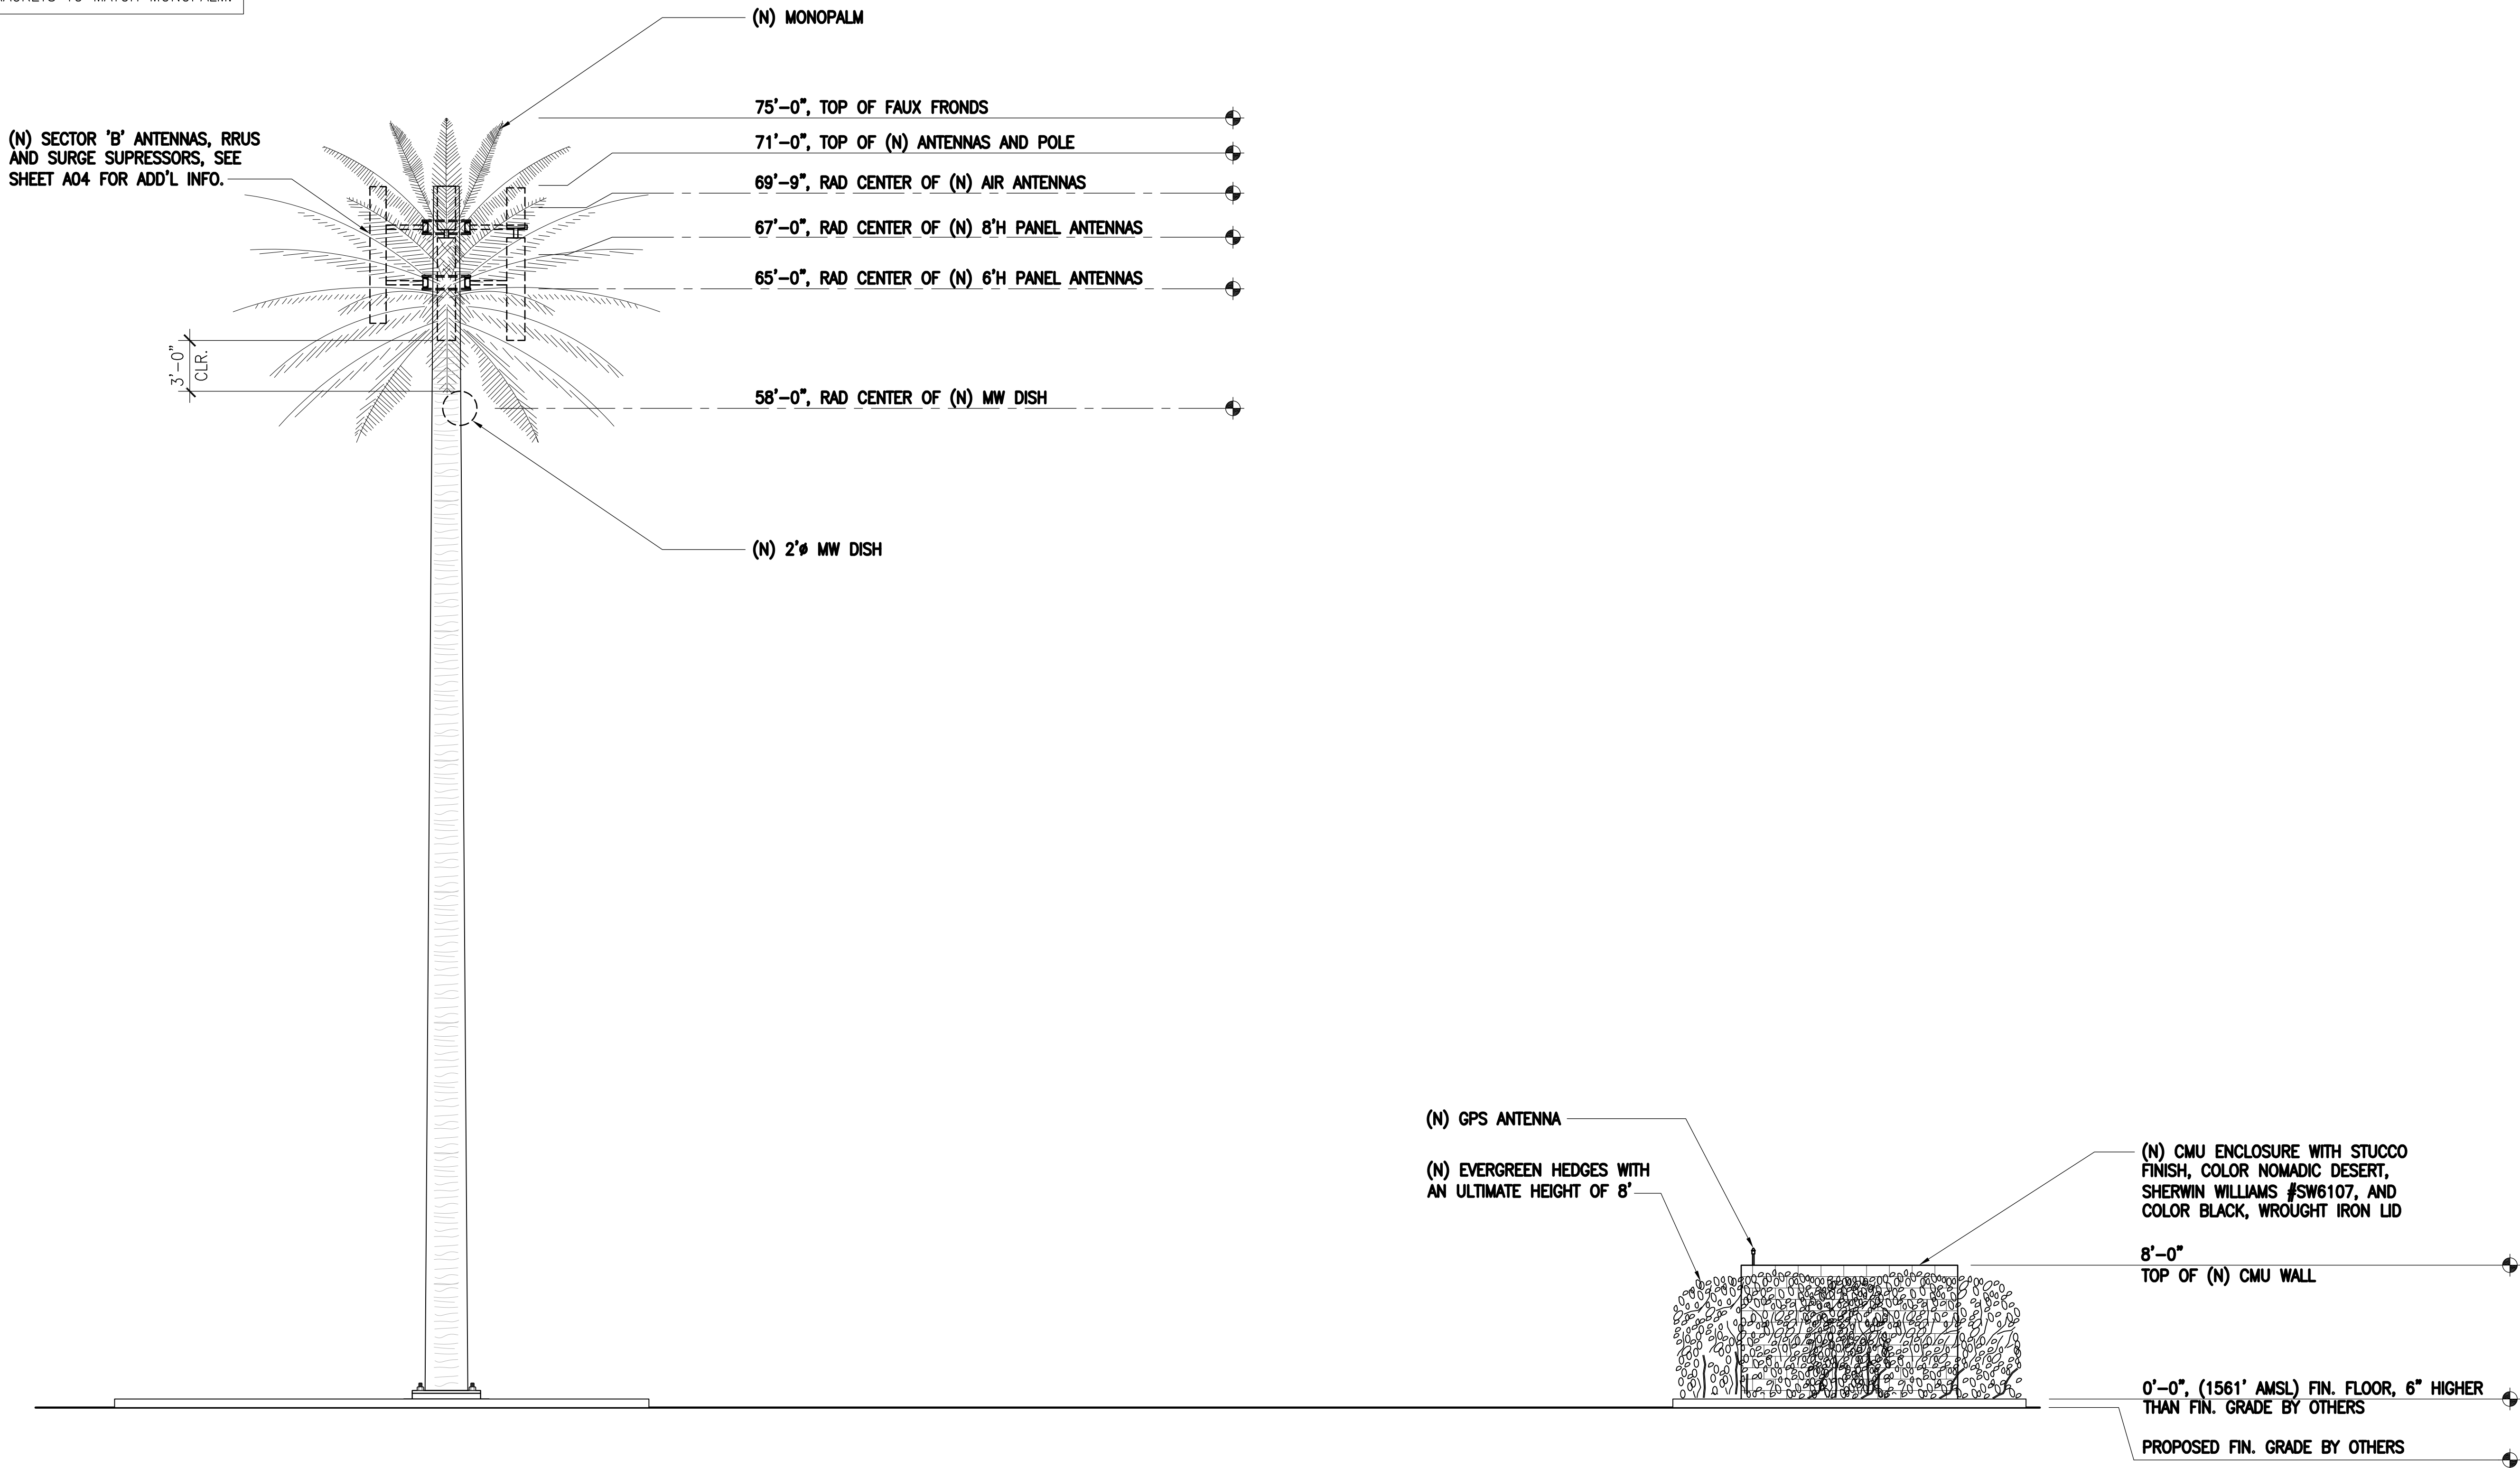 TO MATCH MONOPALM.
(N) MONOPALM
75'-0", TOP OF FAUX FRONDS
71'-0", TOP OF (N) ANTENNAS AND POLE
69'-9", RAD CENTER OF (N) AIR ANTENNAS
67'-0", RAD CENTER OF (N) 8'H PANEL ANTENNAS
65'-0", RAD CENTER OF (N) 6'H PANEL ANTENNAS
(N) SECTOR 'B' ANTENNAS, RRUS
AND SURGE SUPRESSORS, SEE
SHEET A04 FOR ADD'L INFO.
3'-0"
CLR.
58'-0", RAD CENTER OF (N) MW DISH
(N) 2'ø MW DISH
(N) GPS ANTENNA
(N) EVERGREEN HEDGES WITH
AN ULTIMATE HEIGHT OF 8'
(N) CMU ENCLOSURE WITH STUCCO
FINISH, COLOR NOMADIC DESERT,
SHERWIN WILLIAMS #SW6107, AND
COLOR BLACK, WROUGHT IRON LID
8'-0"
TOP OF (N) CMU WALL
0'-0", (1561' AMSL) FIN. FLOOR, 6" HIGHER
THAN FIN. GRADE BY OTHERS
PROPOSED FIN. GRADE BY OTHERS